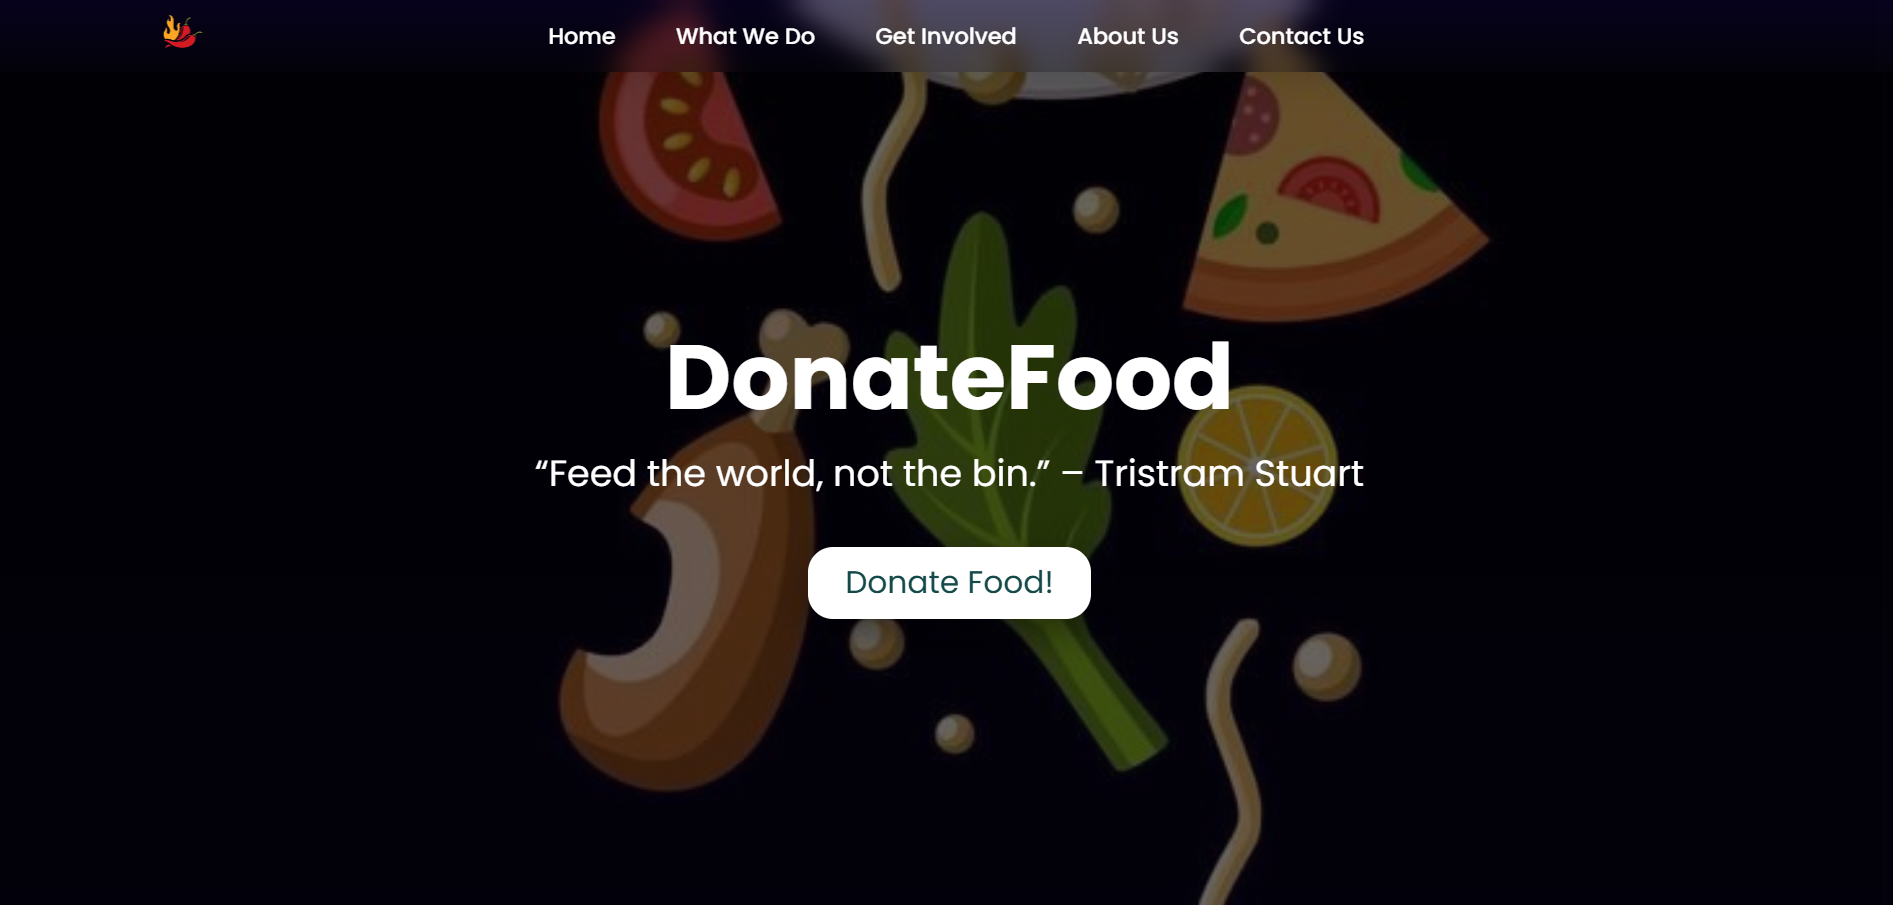 Home What We Do Get Involved About Us Contact Us
DonateFood
“Feed the world, not the bin.” – Tristram Stuart
Donate Food!